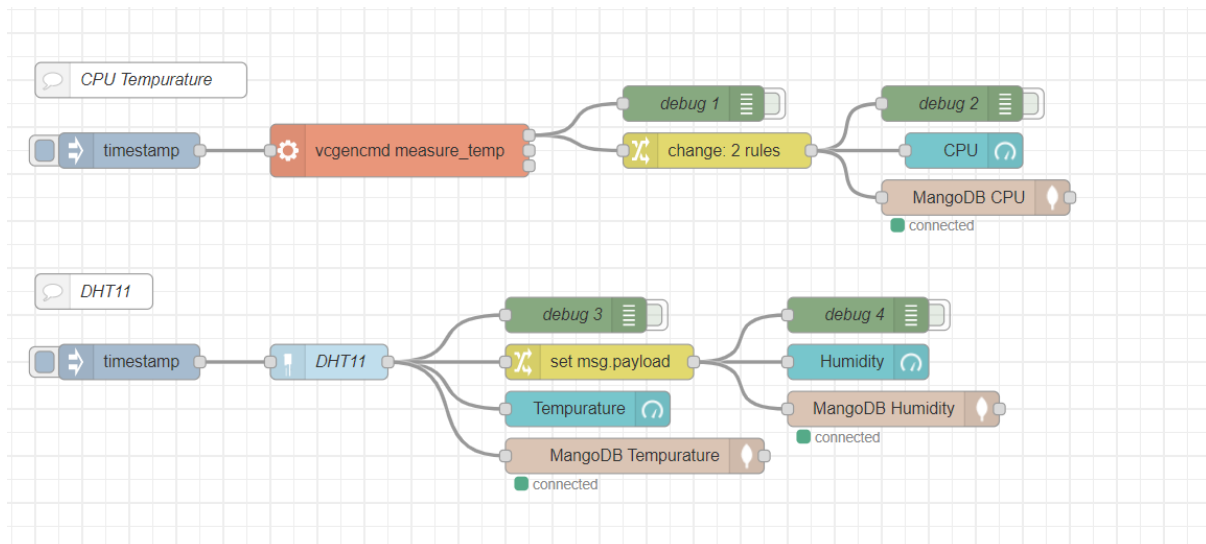 CPU Tempurature
debug 1
debug 2
timestamp
vcgencmd measure_temp
change: 2 rules
CPU
MangoDB CPU
connected
DHT11
debug 3
debug 4
timestamp
DHT11
set msg.payload
Humidity
Tempurature
MangoDB Humidity
connected
MangoDB Tempurature
connected